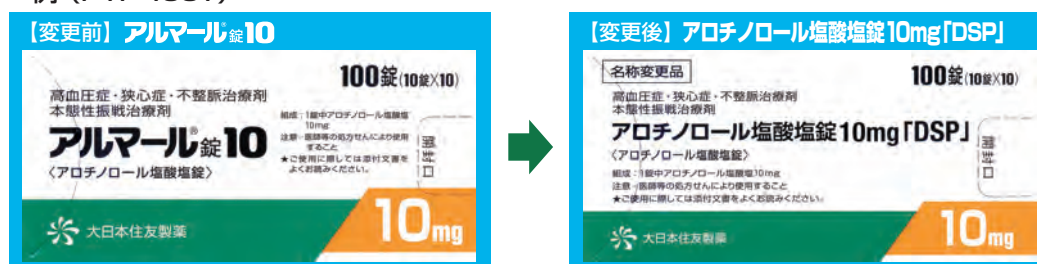 【変更前】アルマール®錠10
100錠(10錠×10)
高血圧症・狭心症・不整脈治療剤
本態性振戦治療剤
アルマール®錠10
〈アロチノロール塩酸塩錠〉
組成:1錠中アロチノロール塩酸塩
10mg
注意-医師等の処方せんにより使用
すること
★ご使用に際しては添付文書を
よくお読みください。
開封口
大日本住友製薬
10mg
【変更後】アロチノロール塩酸塩錠10mg「DSP」
名称変更品
100錠(10錠×10)
高血圧症・狭心症・不整脈治療剤
本態性振戦治療剤
アロチノロール塩酸塩錠10mg「DSP」
〈アロチノロール塩酸塩錠〉
組成:1錠中アロチノロール塩酸塩10mg
注意-医師等の処方せんにより使用すること
★ご使用に際しては添付文書をよくお読みください。
開封口
大日本住友製薬
10mg